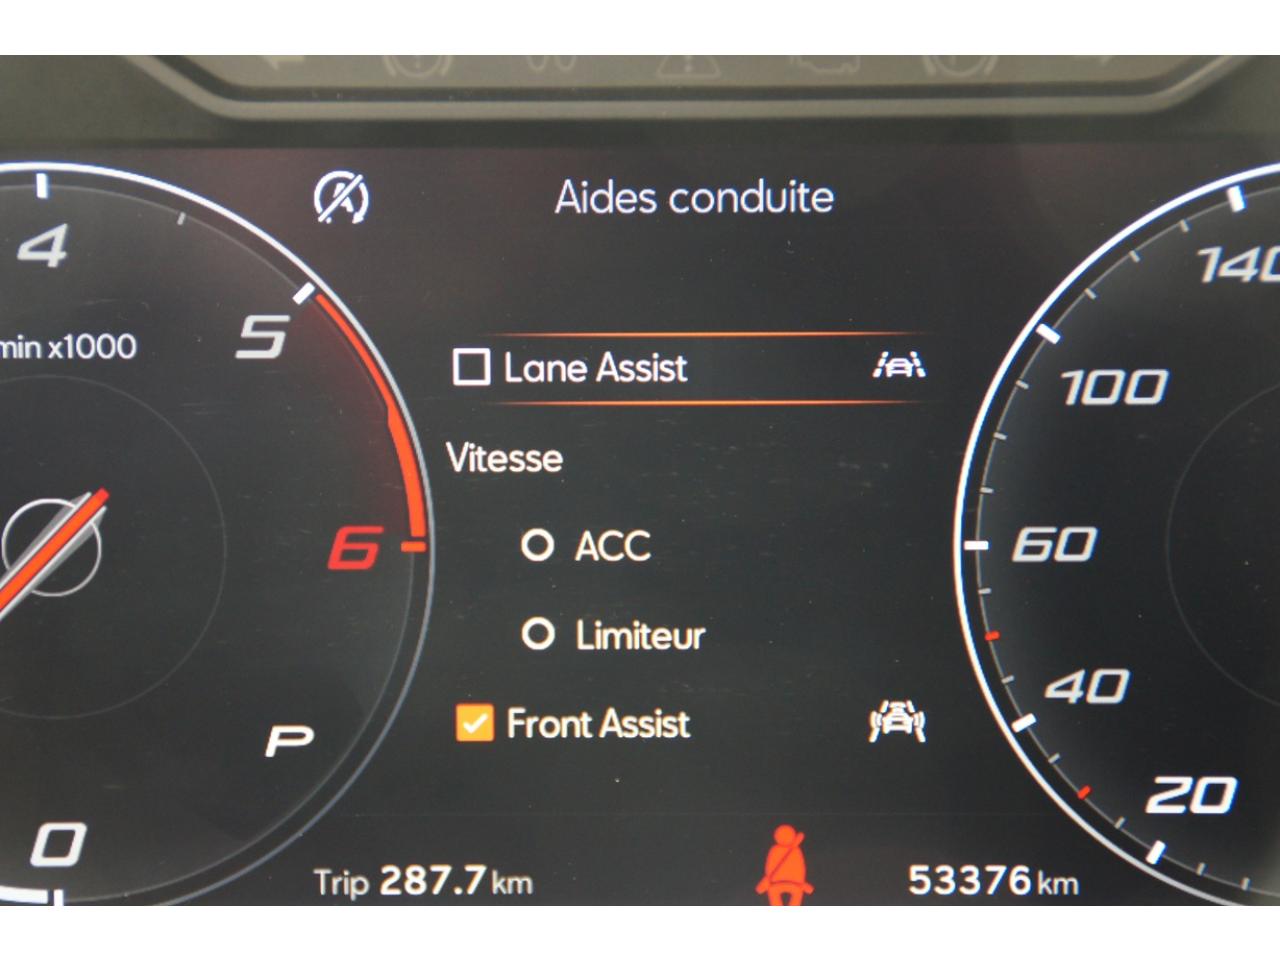 Aides conduite
4
5
min x1000
6
P
0
Lane Assist
Vitesse
ACC
Limiteur
Front Assist
140
100
60
40
20
Trip 287.7 km
53376 km